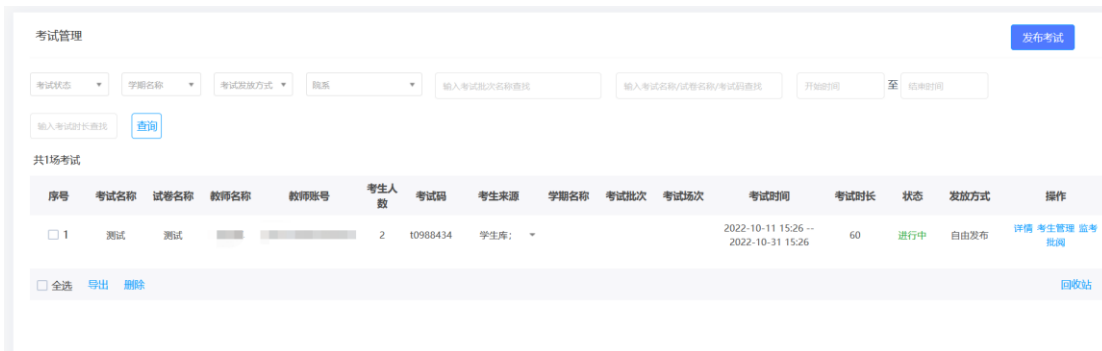 考试管理
发布考试
考试状态 学期名称 考试发放方式 院系 输入考试批次名称查找 输入考试名称/试卷名称/考试码查找 开始时间 至 结束时间
输入考试时长查找 查询
共1场考试
序号 考试名称 试卷名称 教师名称 教师账号 考生人数 考试码 考生来源 学期名称 考试批次 考试场次 考试时间 考试时长 状态 发放方式 操作
1 测试 测试 2 t0988434 学生库; 2022-10-11 15:26 -- 2022-10-31 15:26 60 进行中 自由发布 详情 考生管理 监考 批阅
全选 导出 删除 回收站